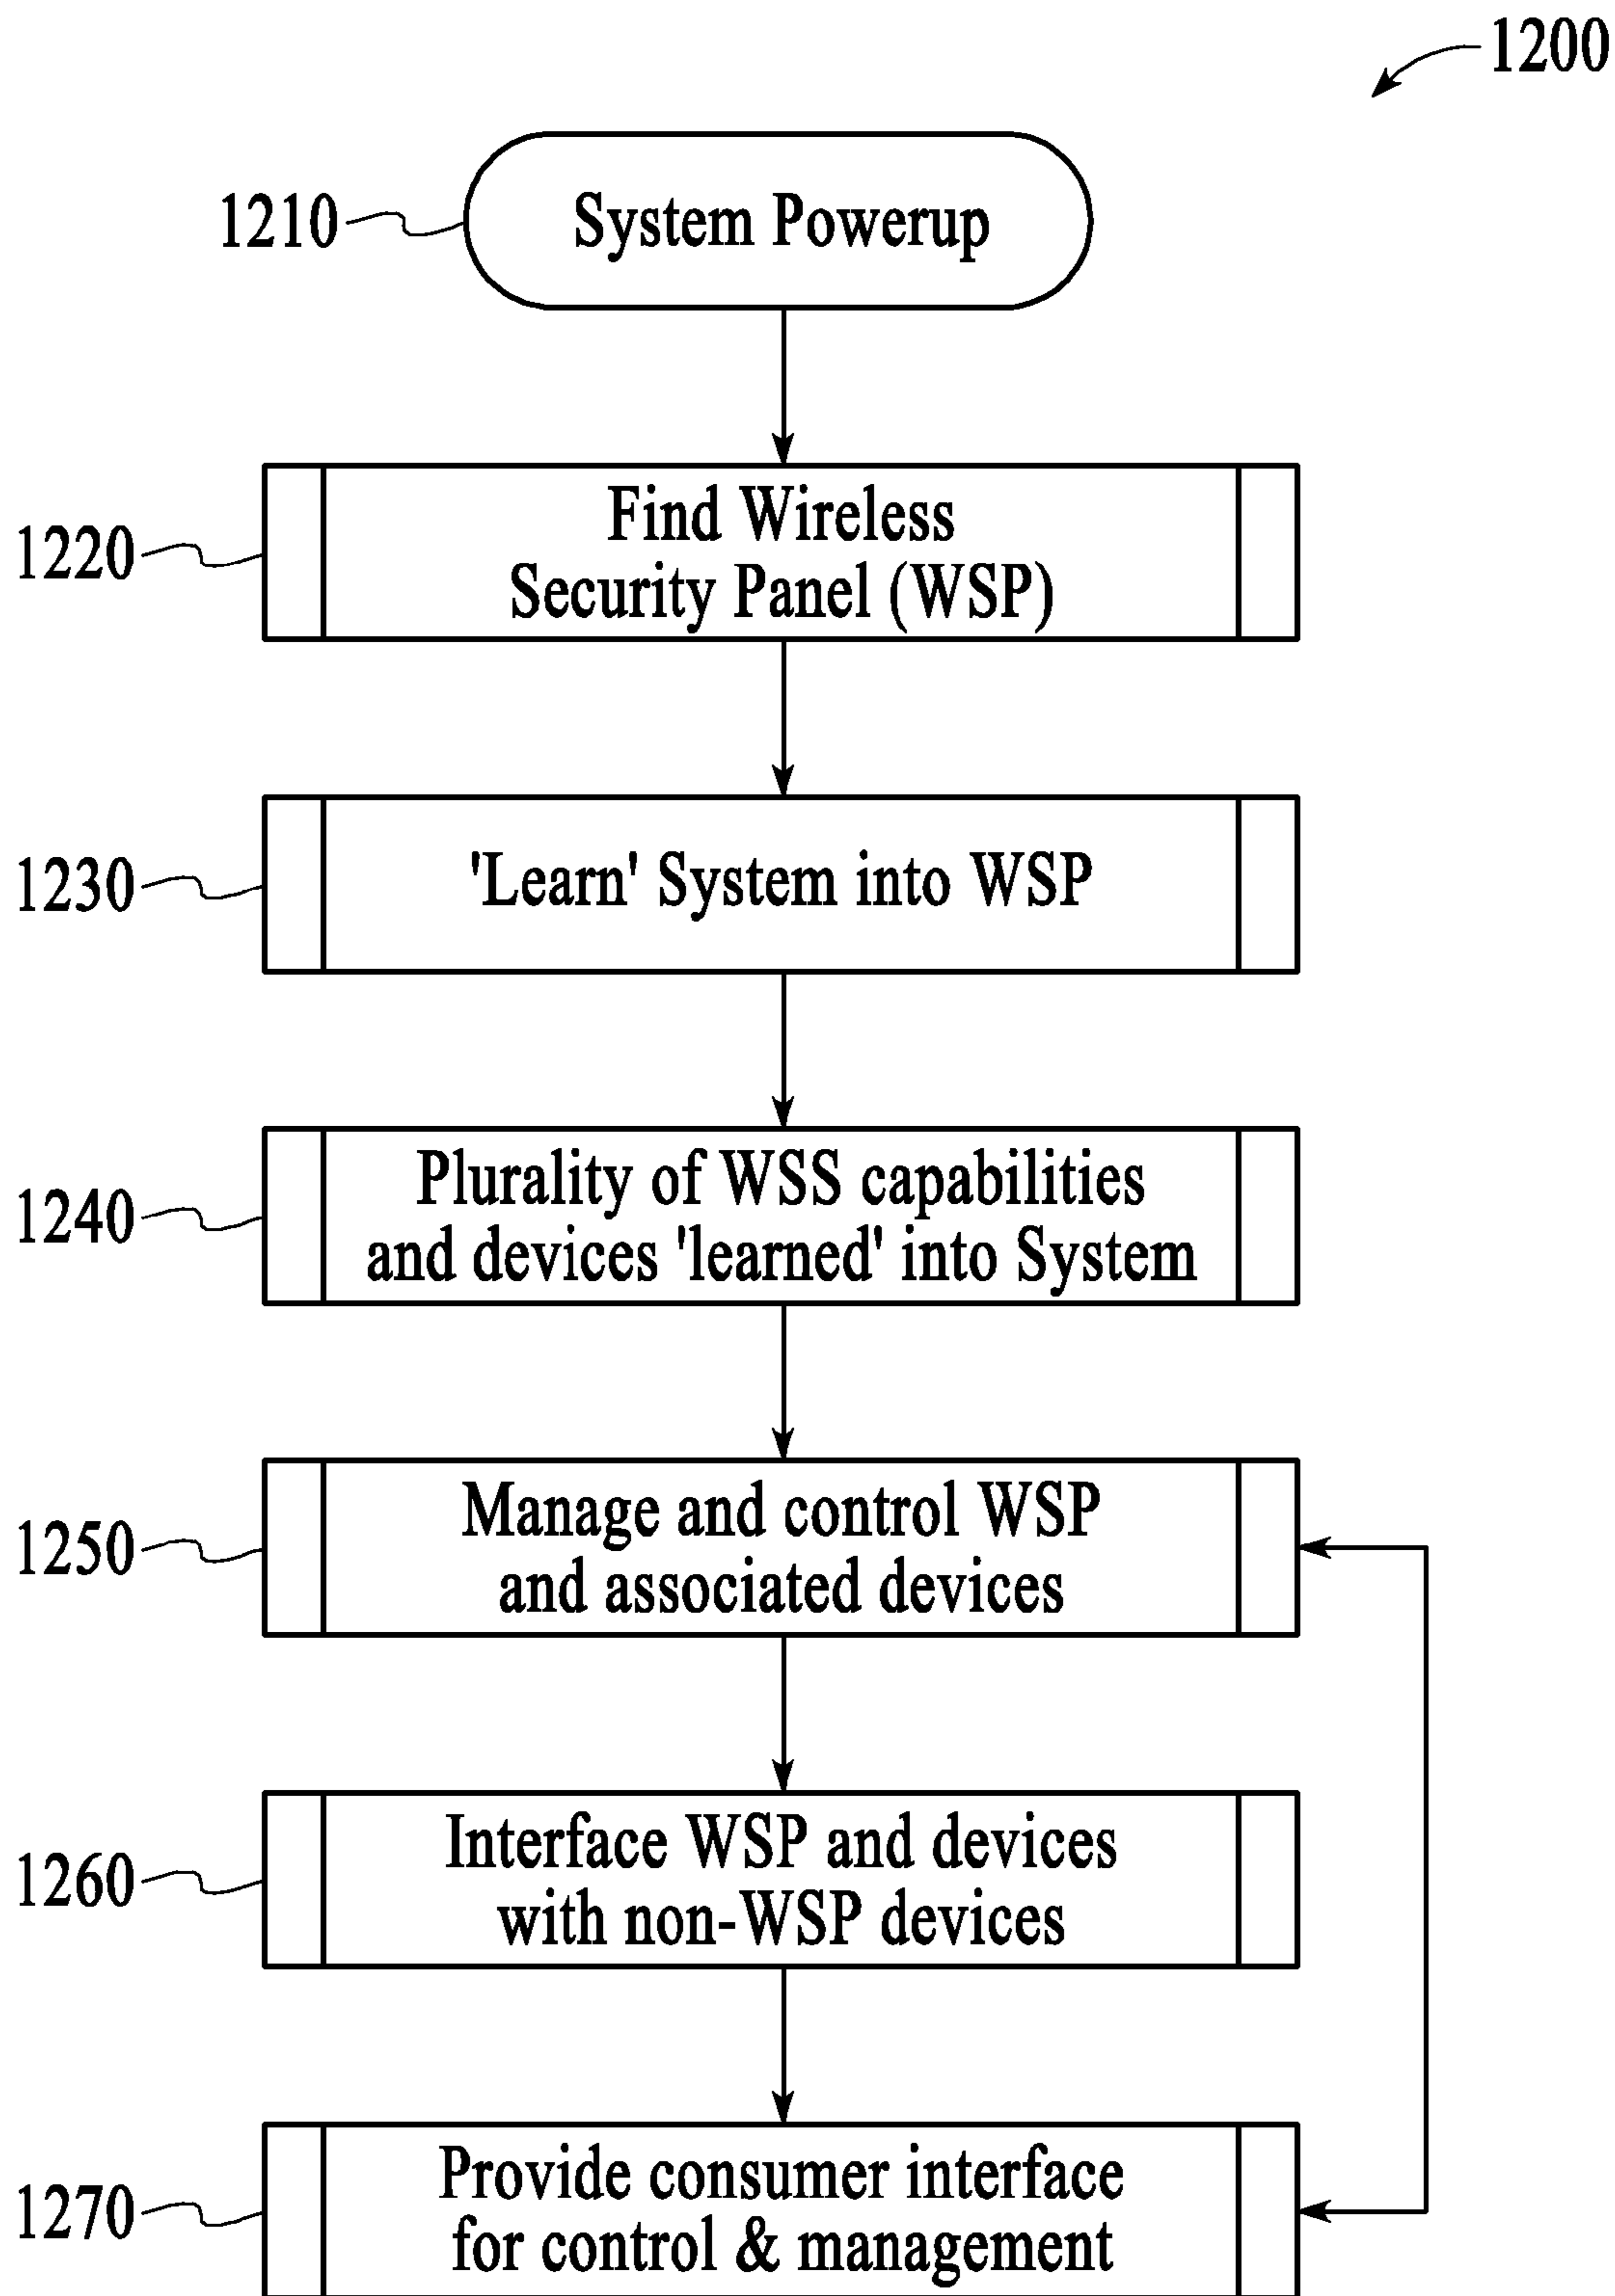 1200
1210
System Powerup
1220
Find Wireless
Security Panel (WSP)
1230
'Learn' System into WSP
1240
Plurality of WSS capabilities
and devices 'learned' into System
1250
Manage and control WSP
and associated devices
1260
Interface WSP and devices
with non-WSP devices
1270
Provide consumer interface
for control & management